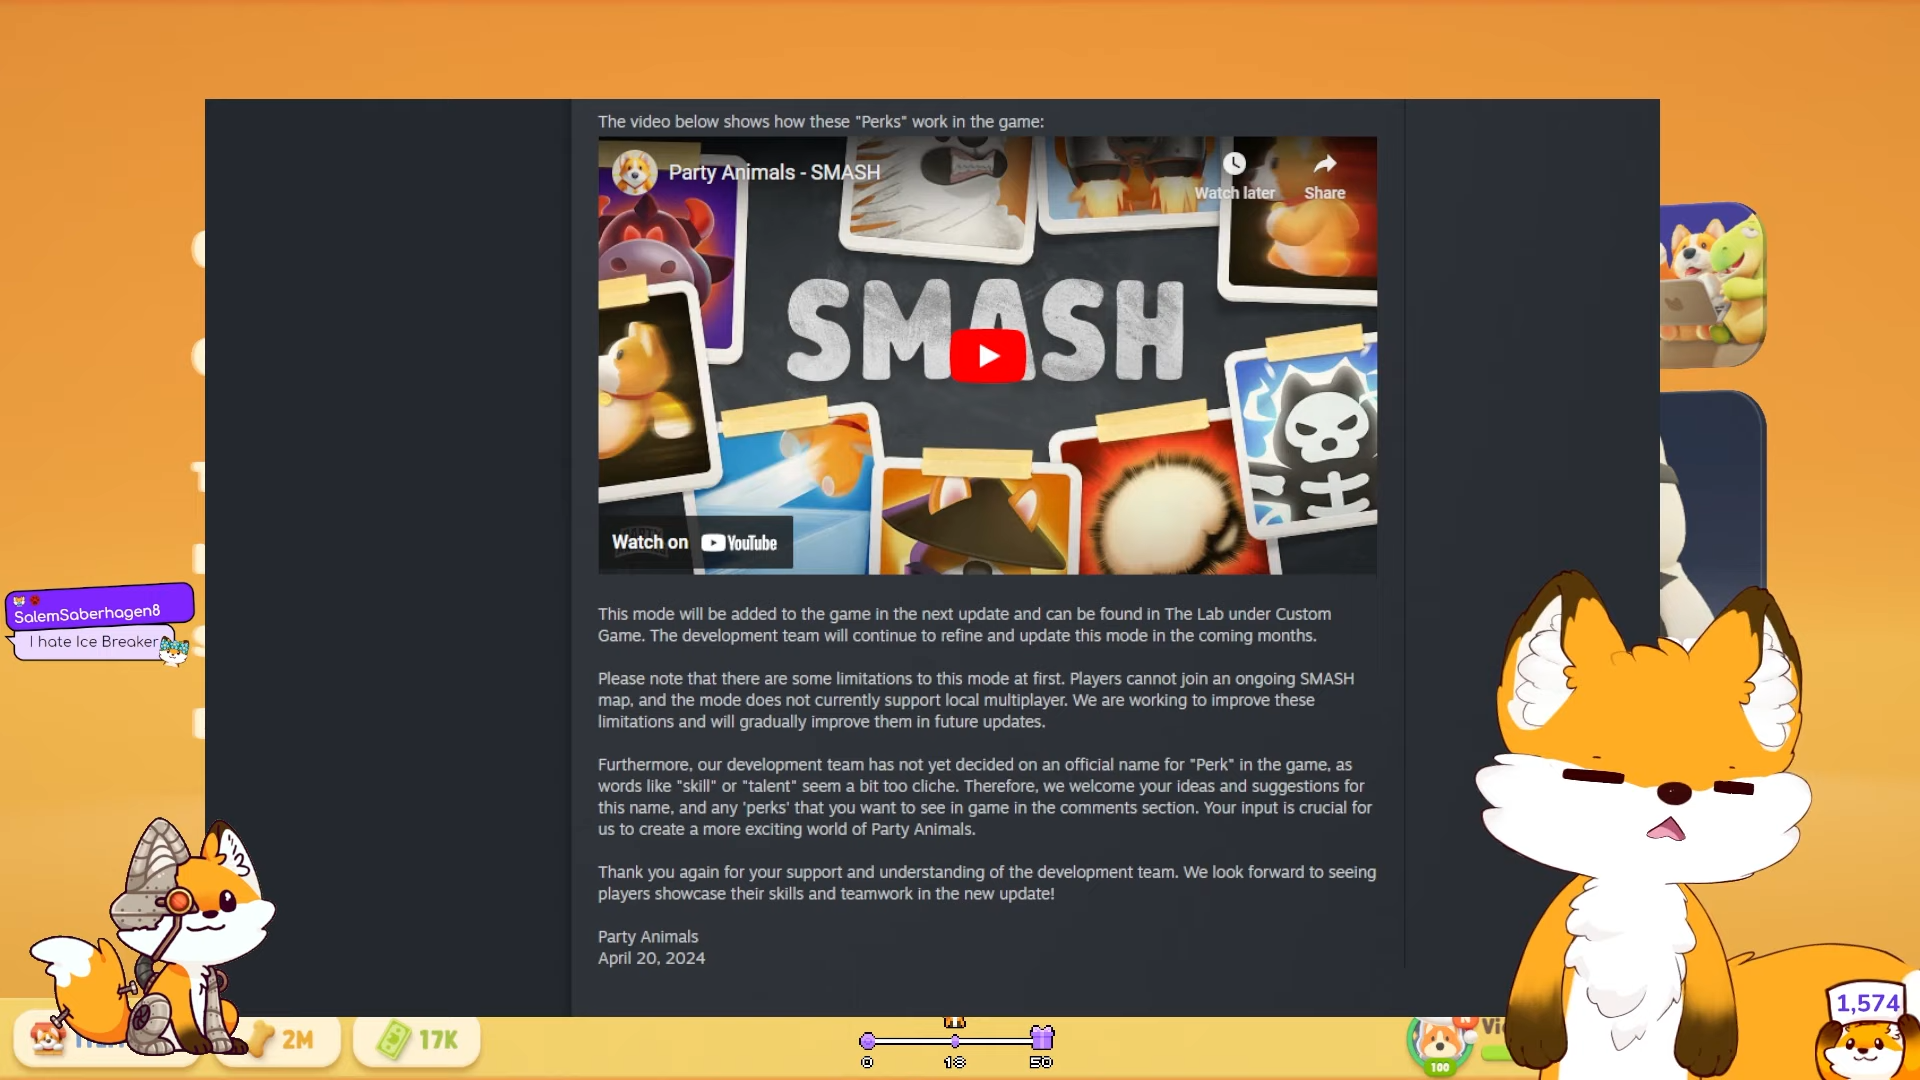 The video below shows how these "Perks" work in the game:
Party Animals - SMASH
Watch later
Share
SMASH
Watch on YouTube
SalemSaberhagen8
I hate Ice Breaker
This mode will be added to the game in the next update and can be found in The Lab under Custom
Game. The development team will continue to refine and update this mode in the coming months.
Please note that there are some limitations to this mode at first. Players cannot join an ongoing SMASH
map, and the mode does not currently support local multiplayer. We are working to improve these
limitations and will gradually improve them in future updates.
Furthermore, our development team has not yet decided on an official name for "Perk" in the game, as
words like "skill" or "talent" seem a bit too cliche. Therefore, we welcome your ideas and suggestions for
this name, and any 'perks' that you want to see in game in the comments section. Your input is crucial for
us to create a more exciting world of Party Animals.
Thank you again for your support and understanding of the development team. We look forward to seeing
players showcase their skills and teamwork in the new update!
Party Animals
April 20, 2024
2M
17K
0
18
50
100
1,574